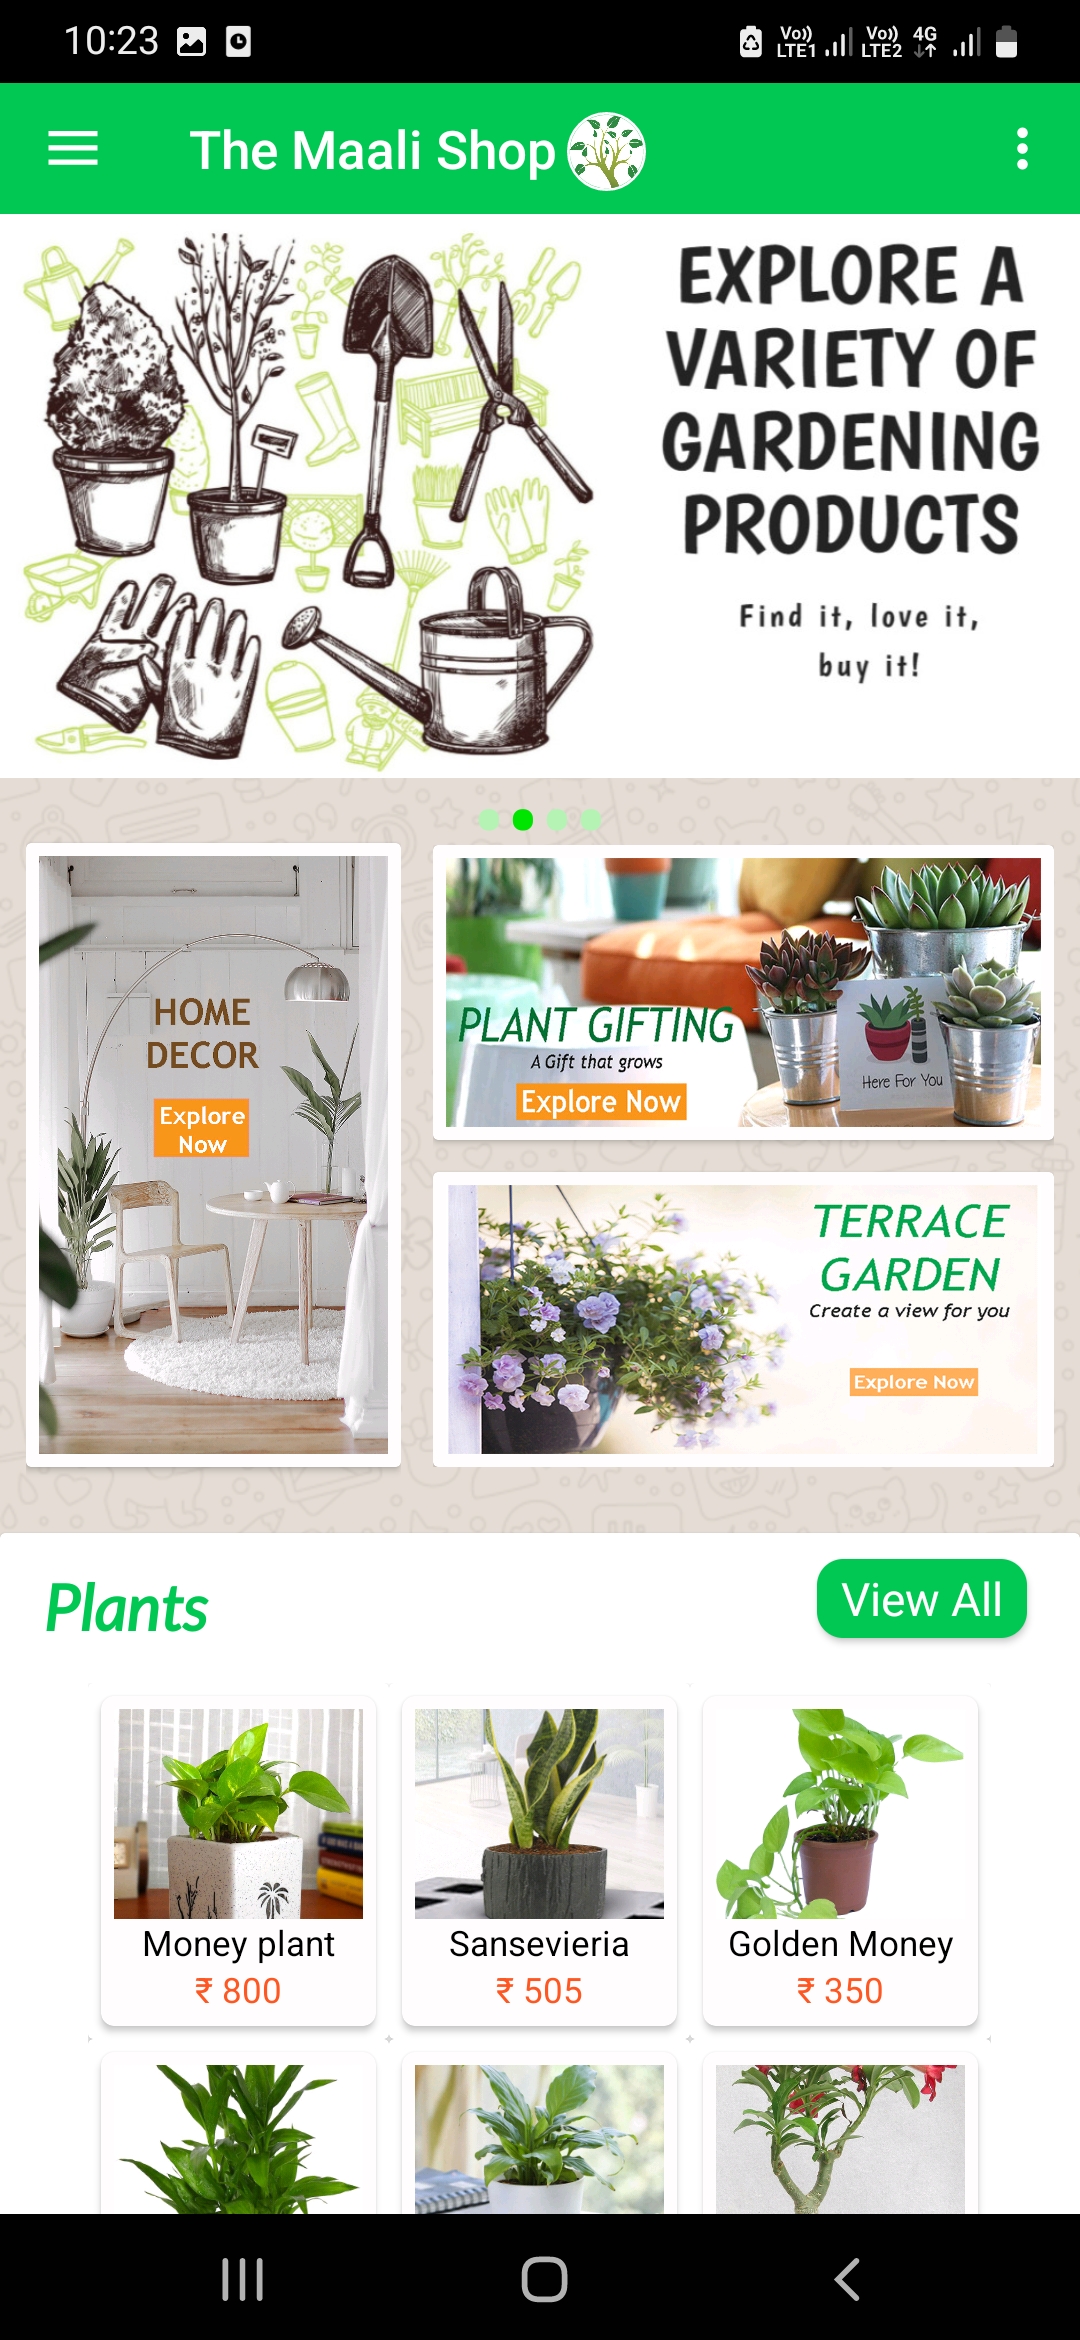 10:23
Vo)) LTE1 Vo)) LTE2 4G
The Maali Shop
EXPLORE A
VARIETY OF
GARDENING
PRODUCTS
Find it, love it,
buy it!
HOME
DECOR
Explore
Now
PLANT GIFTING
A Gift that grows
Explore Now
Here For You
TERRACE
GARDEN
Create a view for you
Explore Now
Plants
View All
Money plant
₹ 800
Sansevieria
₹ 505
Golden Money
₹ 350